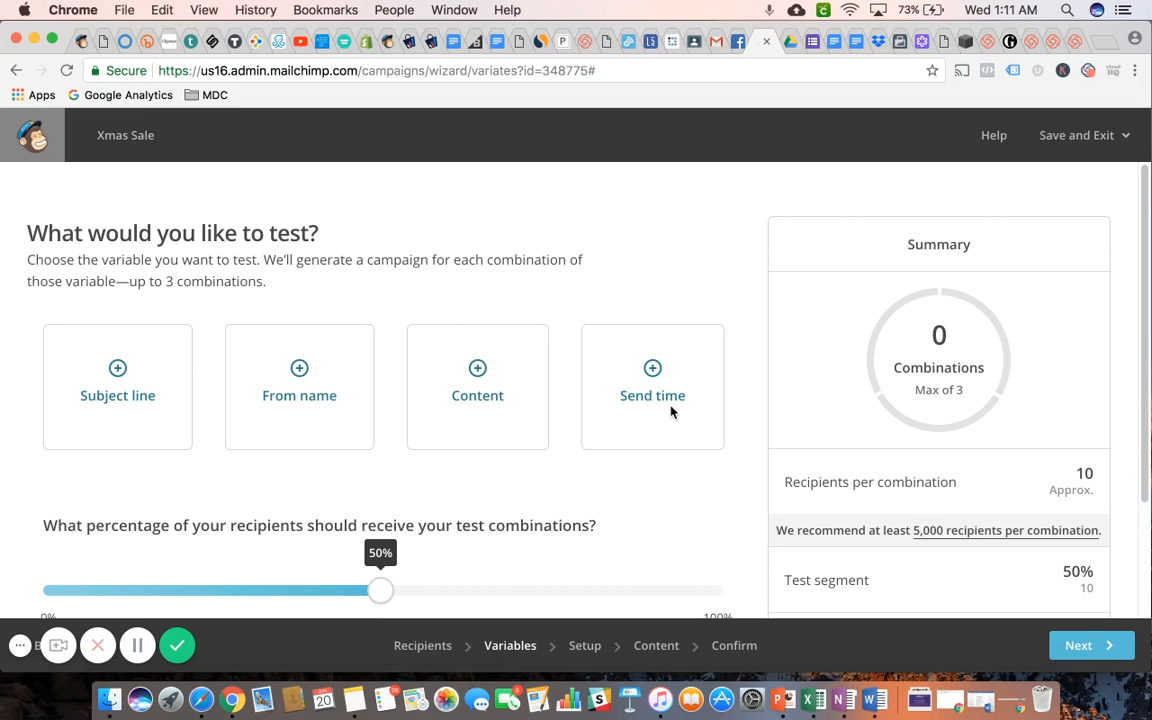 Chrome File Edit View History Bookmarks People Window Help 73% Wed 1:11 AM
Secure https://us16.admin.mailchimp.com/campaigns/wizard/variates?id=348775#
Apps Google Analytics MDC
Xmas Sale Help Save and Exit
What would you like to test?
Choose the variable you want to test. We'll generate a campaign for each combination of
those variable—up to 3 combinations.
Subject line From name Content Send time
What percentage of your recipients should receive your test combinations?
50%
0% 100%
Summary
0
Combinations
Max of 3
Recipients per combination 10
Approx.
We recommend at least 5,000 recipients per combination.
Test segment 50%
10
Recipients Variables Setup Content Confirm Next